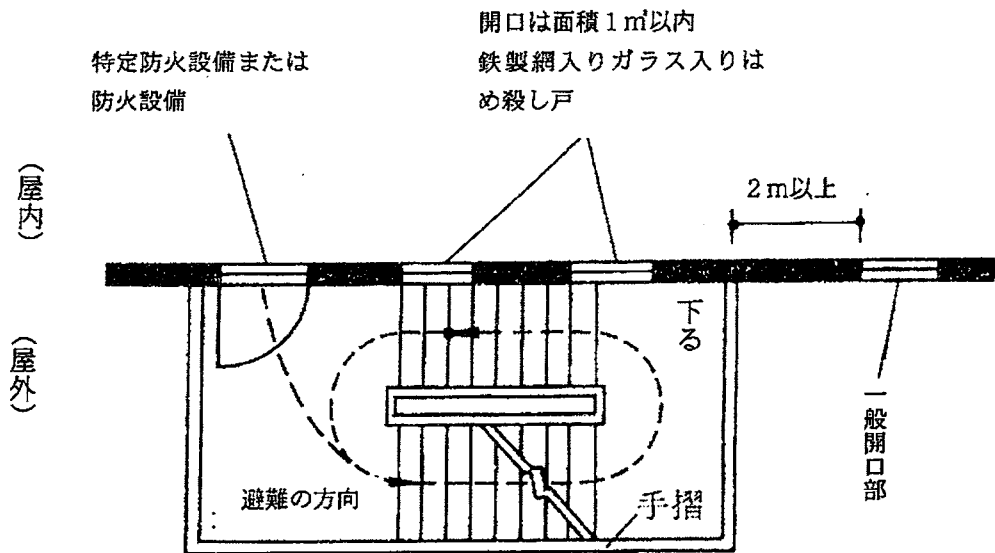 開口は面積１㎡以内
鉄製網入りガラス入りは
め殺し戸
特定防火設備または
防火設備
（屋内）
２ｍ以上
下る
（屋外）
一般開口部
避難の方向
手摺